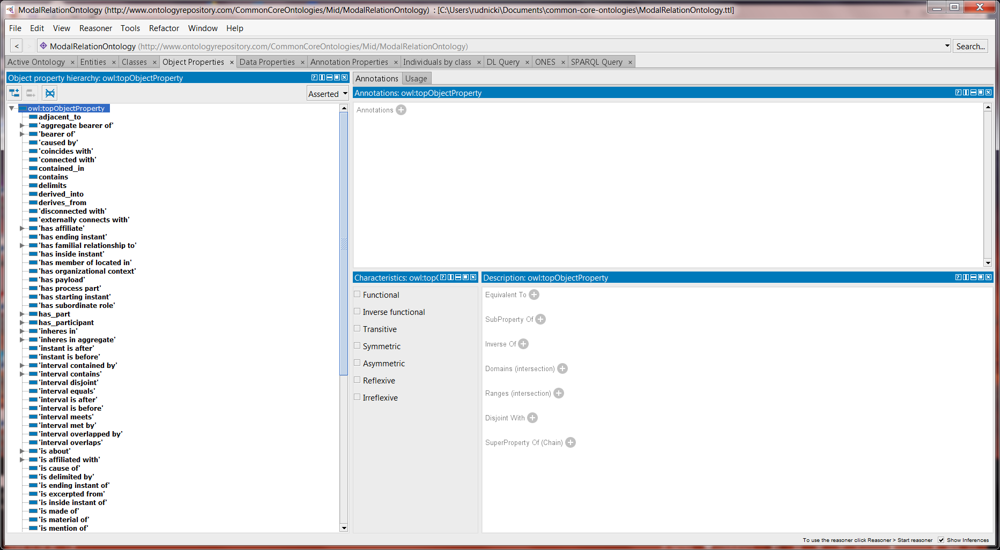 ModalRelationOntology (http://www.ontologyrepository.com/CommonCoreOntologies/Mid/ModalRelationOntology) : [C:\Users\rudnicki\Documents\common-core-ontologies\ModalRelationOntology.ttl]
File Edit View Reasoner Tools Refactor Window Help
< > ModalRelationOntology (http://www.ontologyrepository.com/CommonCoreOntologies/Mid/ModalRelationOntology) Search...
Active Ontology × Entities × Classes × Object Properties × Data Properties × Annotation Properties × Individuals by class × DL Query × ONES × SPARQL Query ×
Object property hierarchy: owl:topObjectProperty
Asserted
owl:topObjectProperty
adjacent_to
'aggregate bearer of'
'bearer of'
'caused by'
'coincides with'
'connected with'
contained_in
contains
delimits
derived_into
derives_from
'disconnected with'
'externally connects with'
'has affiliate'
'has ending instant'
'has familial relationship to'
'has inside instant'
'has member of located in'
'has organizational context'
'has payload'
'has process part'
'has starting instant'
'has subordinate role'
has_part
has_participant
'inheres in'
'inheres in aggregate'
'instant is after'
'instant is before'
'interval contained by'
'interval contains'
'interval disjoint'
'interval equals'
'interval is after'
'interval is before'
'interval meets'
'interval met by'
'interval overlapped by'
'interval overlaps'
'is about'
'is affiliated with'
'is cause of'
'is delimited by'
'is ending instant of'
'is excerpted from'
'is inside instant of'
'is made of'
'is material of'
'is mention of'
Annotations Usage
Annotations: owl:topObjectProperty
Annotations
Characteristics: owl:top
Functional
Inverse functional
Transitive
Symmetric
Asymmetric
Reflexive
Irreflexive
Description: owl:topObjectProperty
Equivalent To
SubProperty Of
Inverse Of
Domains (intersection)
Ranges (intersection)
Disjoint With
SuperProperty Of (Chain)
To use the reasoner click Reasoner > Start reasoner Show Inferences